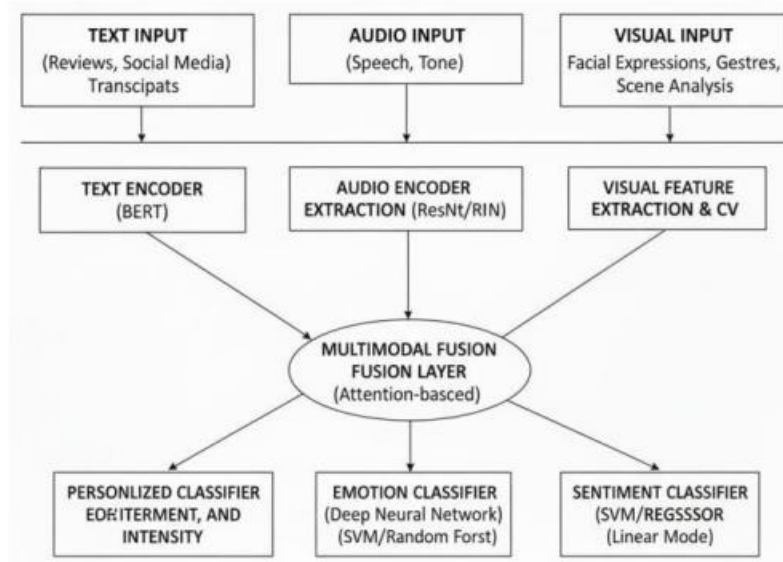 TEXT INPUT
(Reviews, Social Media)
Transcipats
AUDIO INPUT
(Speech, Tone)
VISUAL INPUT
Facial Expressions, Gestres,
Scene Analysis
TEXT ENCODER
(BERT)
AUDIO ENCODER
EXTRACTION (ResNt/RIN)
VISUAL FEATURE
EXTRACTION & CV
MULTIMODAL FUSION
FUSION LAYER
(Attention-bascd)
PERSONLIZED CLASSIFIER
AND
INTENSITY
EMOTION CLASSIFIER
(Deep Neural Network)
(SVM/Random Forst)
SENTIMENT CLASSIFIER
(SVM/REGSSSOR
(Linear Mode)